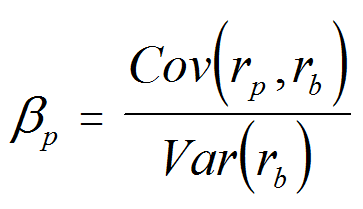 β_p = Cov(r_p, r_b) / Var(r_b)